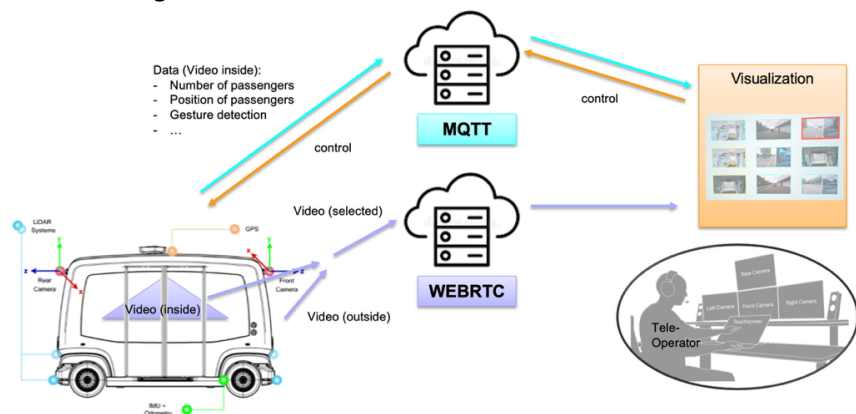 Data (Video inside):
- Number of passengers
- Position of passengers
- Gesture detection
- ...
control
MQTT
control
Visualization
LiDAR
Systems
y
GPS
x
y
z
Rear
Camera
x
Front
Camera
z
Video (inside)
Video (selected)
Video (outside)
WEBRTC
IMU +
Rear Camera
Left Camera
Front Camera
Right Camera
Touchscreen
Tele-
Operator